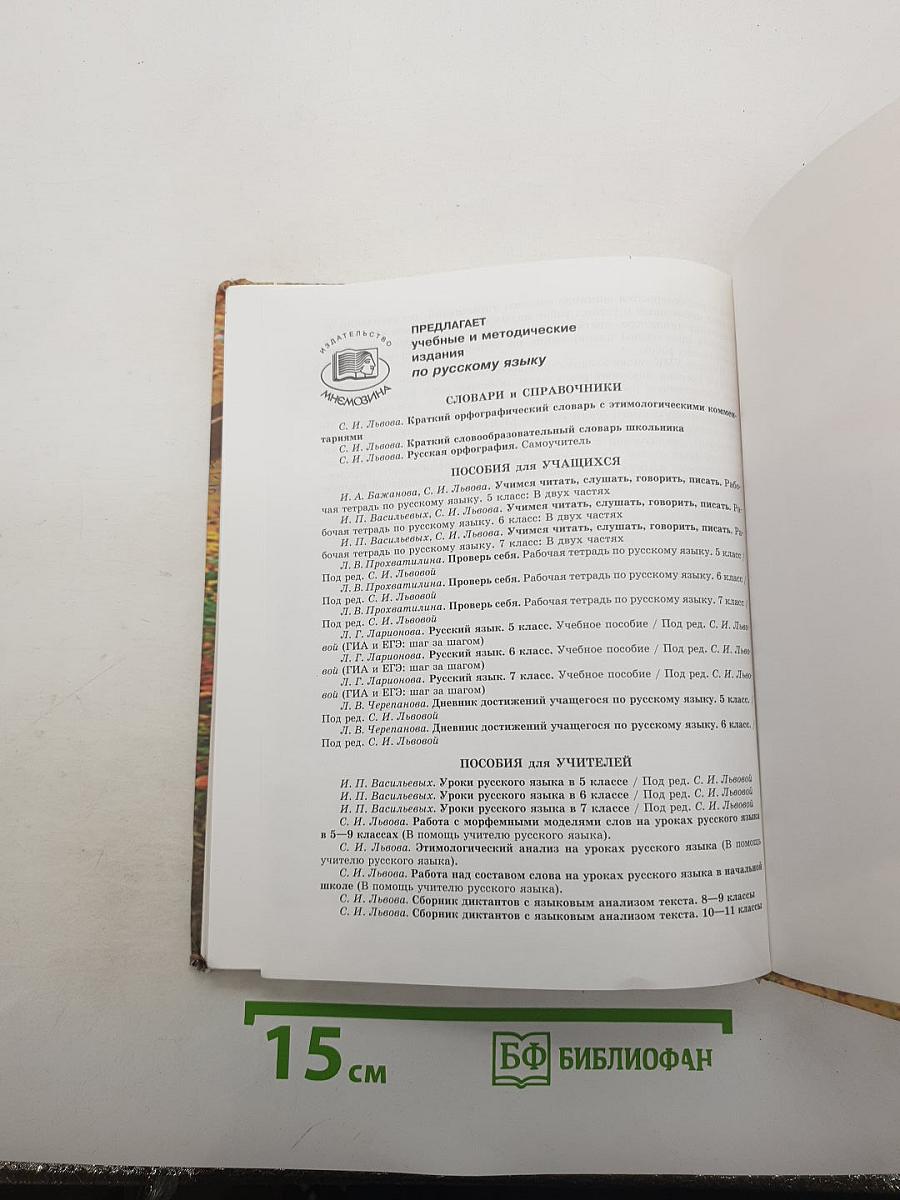 ИЗДАТЕЛЬСТВО
МНЕМОЗИНА
ПРЕДЛАГАЕТ
учебные и методические
издания
по русскому языку
СЛОВАРИ и СПРАВОЧНИКИ
С. И. Львова. Краткий орфографический словарь с этимологическими коммен-
тариями
С. И. Львова. Краткий словообразовательный словарь школьника
С. И. Львова. Русская орфография. Самоучитель
ПОСОБИЯ для УЧАЩИХСЯ
И. А. Бажанова, С. И. Львова. Учимся читать, слушать, говорить, писать. Рабо-
чая тетрадь по русскому языку. 5 класс: В двух частях
И. П. Васильевых, С. И. Львова. Учимся читать, слушать, говорить, писать. Ра-
бочая тетрадь по русскому языку. 6 класс: В двух частях
И. П. Васильевых, С. И. Львова. Учимся читать, слушать, говорить, писать. Ра-
бочая тетрадь по русскому языку. 7 класс: В двух частях
Л. В. Прохватилина. Проверь себя. Рабочая тетрадь по русскому языку. 5 класс /
Под ред. С. И. Львовой
Л. В. Прохватилина. Проверь себя. Рабочая тетрадь по русскому языку. 6 класс /
Под ред. С. И. Львовой
Л. В. Прохватилина. Проверь себя. Рабочая тетрадь по русскому языку. 7 класс /
Под ред. С. И. Львовой
Л. Г. Ларионова. Русский язык. 5 класс. Учебное пособие / Под ред. С. И. Льво-
вой (ГИА и ЕГЭ: шаг за шагом)
Л. Г. Ларионова. Русский язык. 6 класс. Учебное пособие / Под ред. С. И. Льво-
вой (ГИА и ЕГЭ: шаг за шагом)
Л. Г. Ларионова. Русский язык. 7 класс. Учебное пособие / Под ред. С. И. Льво-
вой (ГИА и ЕГЭ: шаг за шагом)
Л. В. Черепанова. Дневник достижений учащегося по русскому языку. 5 класс. /
Под ред. С. И. Львовой
Л. В. Черепанова. Дневник достижений учащегося по русскому языку. 6 класс. /
Под ред. С. И. Львовой
ПОСОБИЯ для УЧИТЕЛЕЙ
И. П. Васильевых. Уроки русского языка в 5 классе / Под ред. С. И. Львовой
И. П. Васильевых. Уроки русского языка в 6 классе / Под ред. С. И. Львовой
И. П. Васильевых. Уроки русского языка в 7 классе / Под ред. С. И. Львовой
С. И. Львова. Работа с морфемными моделями слов на уроках русского языка
в 5—9 классах (В помощь учителю русского языка).
С. И. Львова. Этимологический анализ на уроках русского языка (В помощь
учителю русского языка).
С. И. Львова. Работа над составом слова на уроках русского языка в начальной
школе (В помощь учителю русского языка).
С. И. Львова. Сборник диктантов с языковым анализом текста. 8—9 классы
С. И. Львова. Сборник диктантов с языковым анализом текста. 10—11 классы
15 см
БФ БИБЛИОФАН